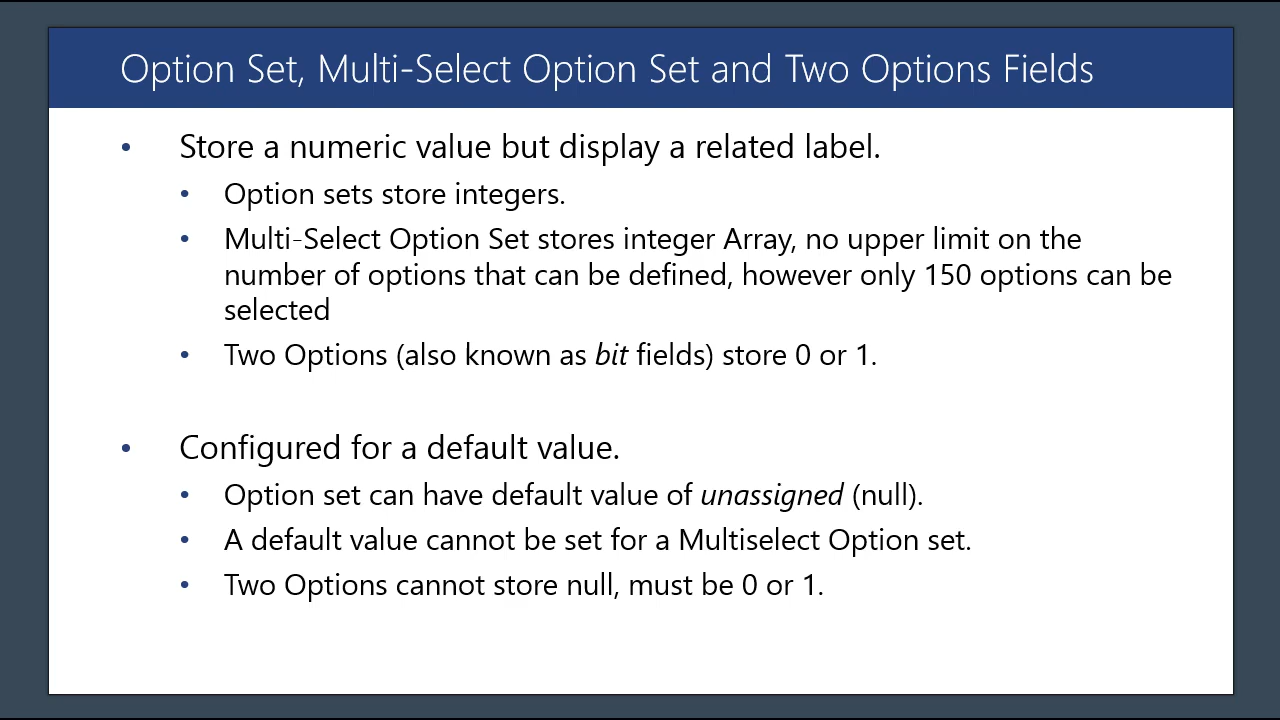 Option Set, Multi-Select Option Set and Two Options Fields
• Store a numeric value but display a related label.
• Option sets store integers.
• Multi-Select Option Set stores integer Array, no upper limit on the
number of options that can be defined, however only 150 options can be
selected
• Two Options (also known as bit fields) store 0 or 1.
• Configured for a default value.
• Option set can have default value of unassigned (null).
• A default value cannot be set for a Multiselect Option set.
• Two Options cannot store null, must be 0 or 1.